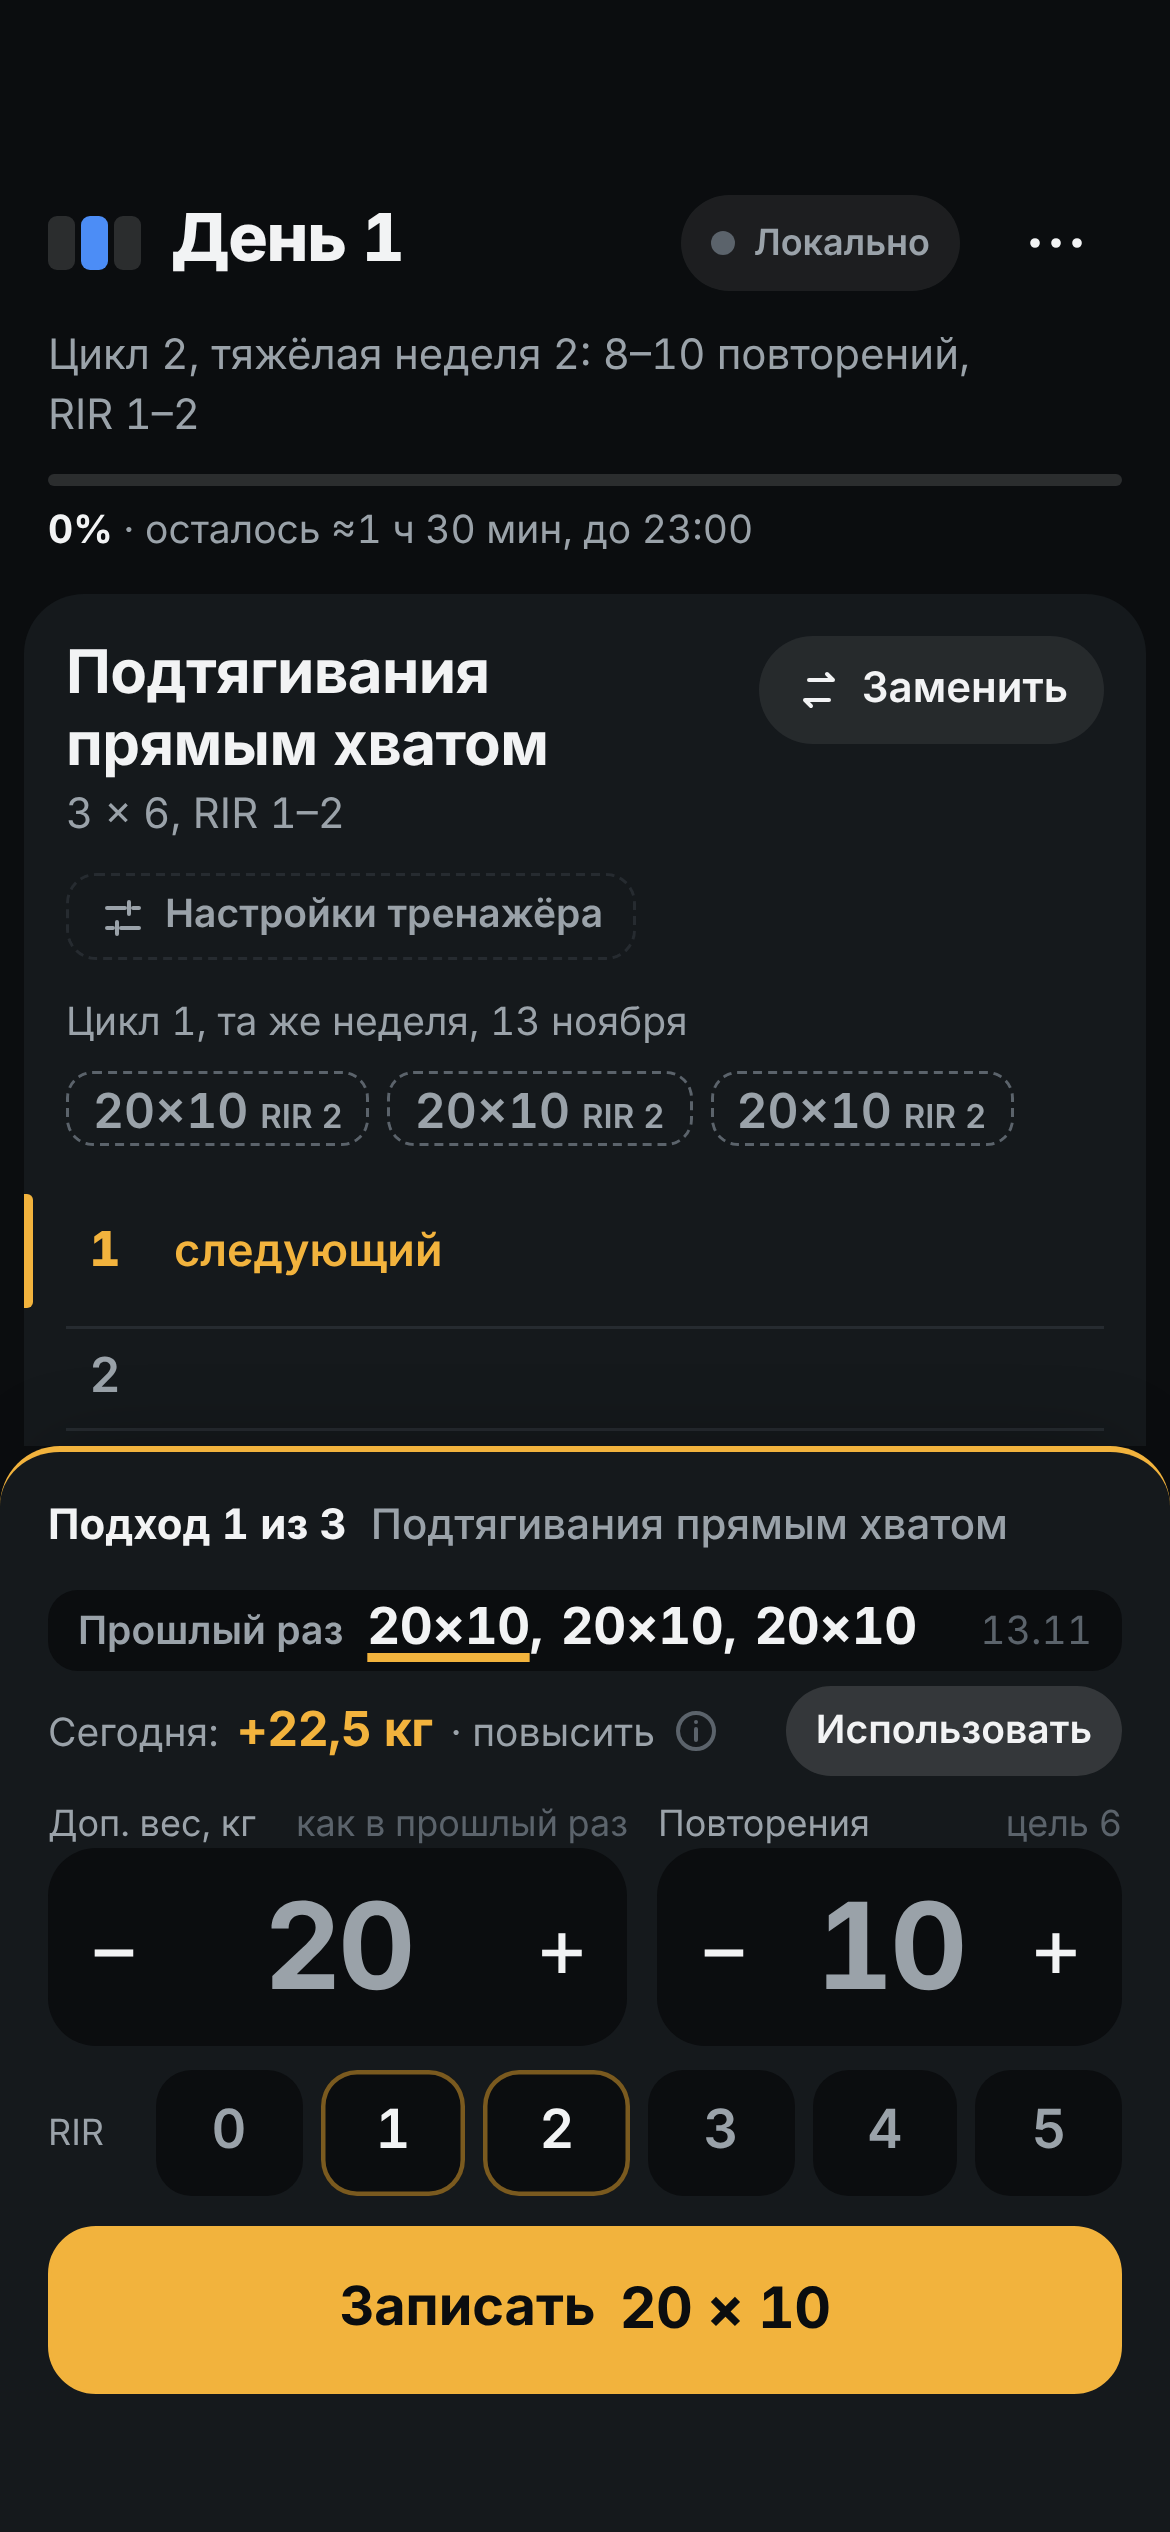 День 1
Локально
Цикл 2, тяжёлая неделя 2: 8–10 повторений,
RIR 1–2
0% · осталось ≈1 ч 30 мин, до 23:00
Подтягивания
прямым хватом
Заменить
3 × 6, RIR 1–2
Настройки тренажёра
Цикл 1, та же неделя, 13 ноября
20×10 RIR 2 20×10 RIR 2 20×10 RIR 2
1 следующий
2
Подход 1 из 3 Подтягивания прямым хватом
Прошлый раз 20×10, 20×10, 20×10 13.11
Сегодня: +22,5 кг · повысить Использовать
Доп. вес, кг как в прошлый раз Повторения цель 6
− 20 + − 10 +
RIR 0 1 2 3 4 5
Записать 20 × 10